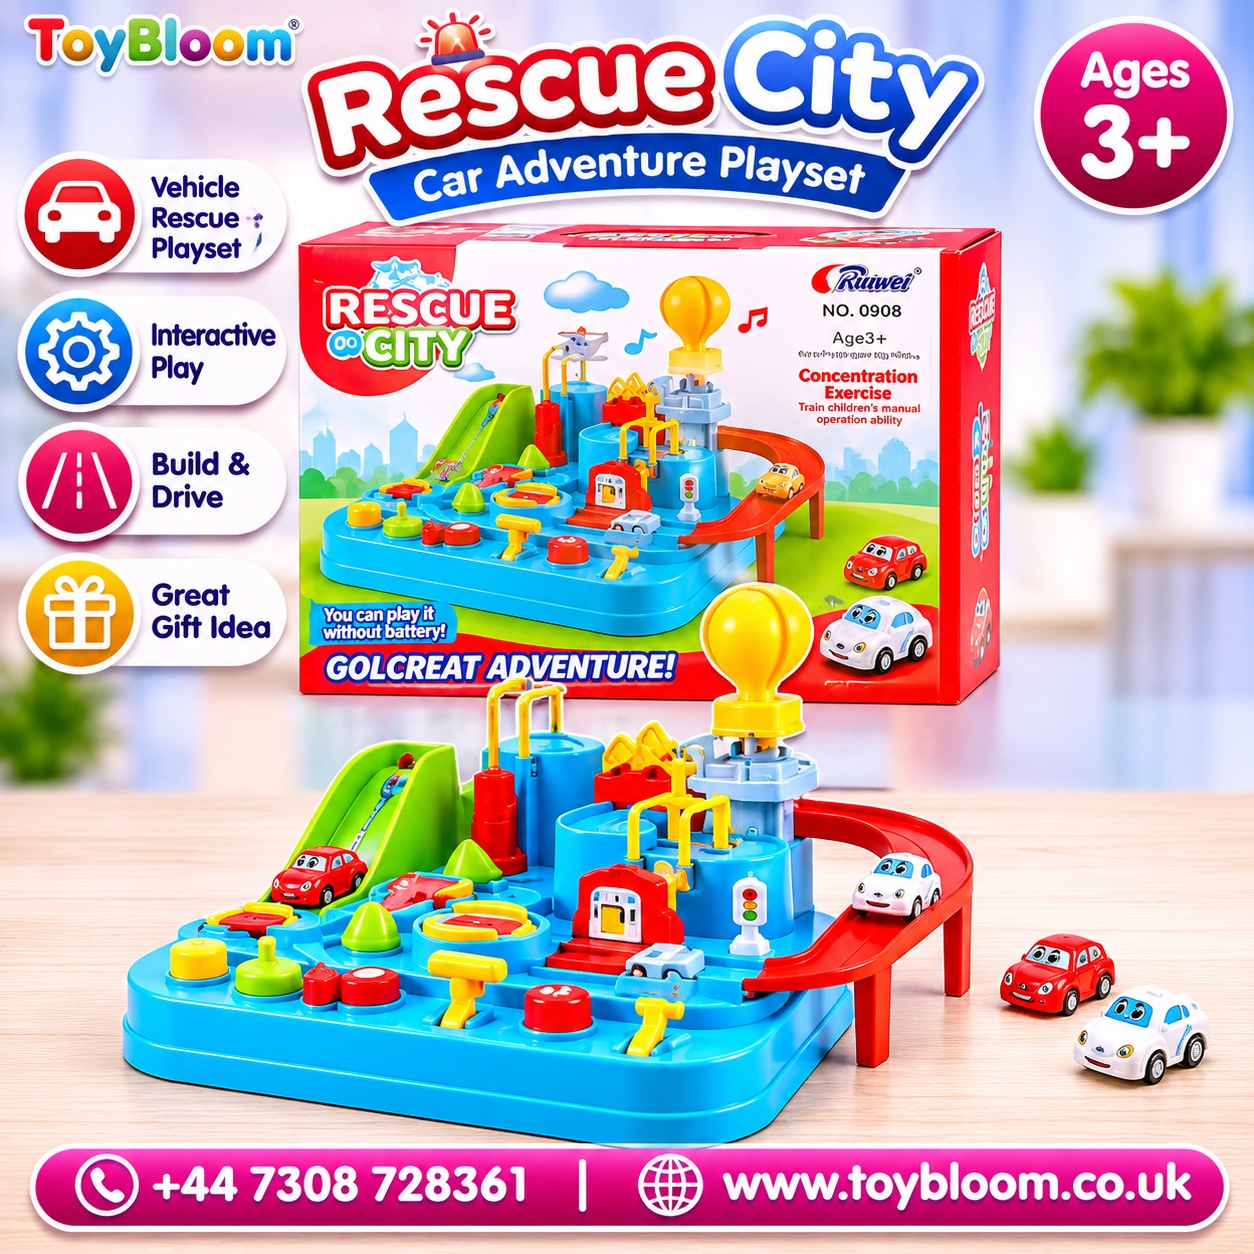 ToyBloom®
Rescue City
Car Adventure Playset
Ages
3+
Vehicle
Rescue
Playset
Interactive
Play
Build &
Drive
Great
Gift Idea
RESCUE
CITY
Ruiwei®
NO. 0908
Age3+
Concentration
Exercise
Train children's manual
operation ability
You can play it
without battery!
GOLCREAT ADVENTURE!
RESCUE
CITY
+44 7308 728361 | www.toybloom.co.uk